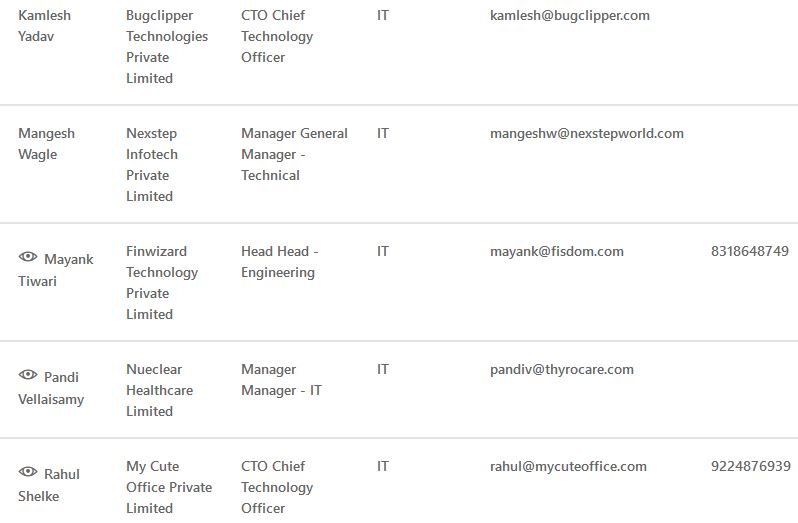 Kamlesh Yadav
Bugclipper Technologies Private Limited
CTO Chief Technology Officer
IT
kamlesh@bugclipper.com
Mangesh Wagle
Nexstep Infotech Private Limited
Manager General Manager - Technical
IT
mangeshw@nexstepworld.com
Mayank Tiwari
Finwizard Technology Private Limited
Head Head - Engineering
IT
mayank@fisdom.com
8318648749
Pandi Vellaisamy
Nueclear Healthcare Limited
Manager Manager - IT
IT
pandiv@thyrocare.com
Rahul Shelke
My Cute Office Private Limited
CTO Chief Technology Officer
IT
rahul@mycuteoffice.com
9224876939